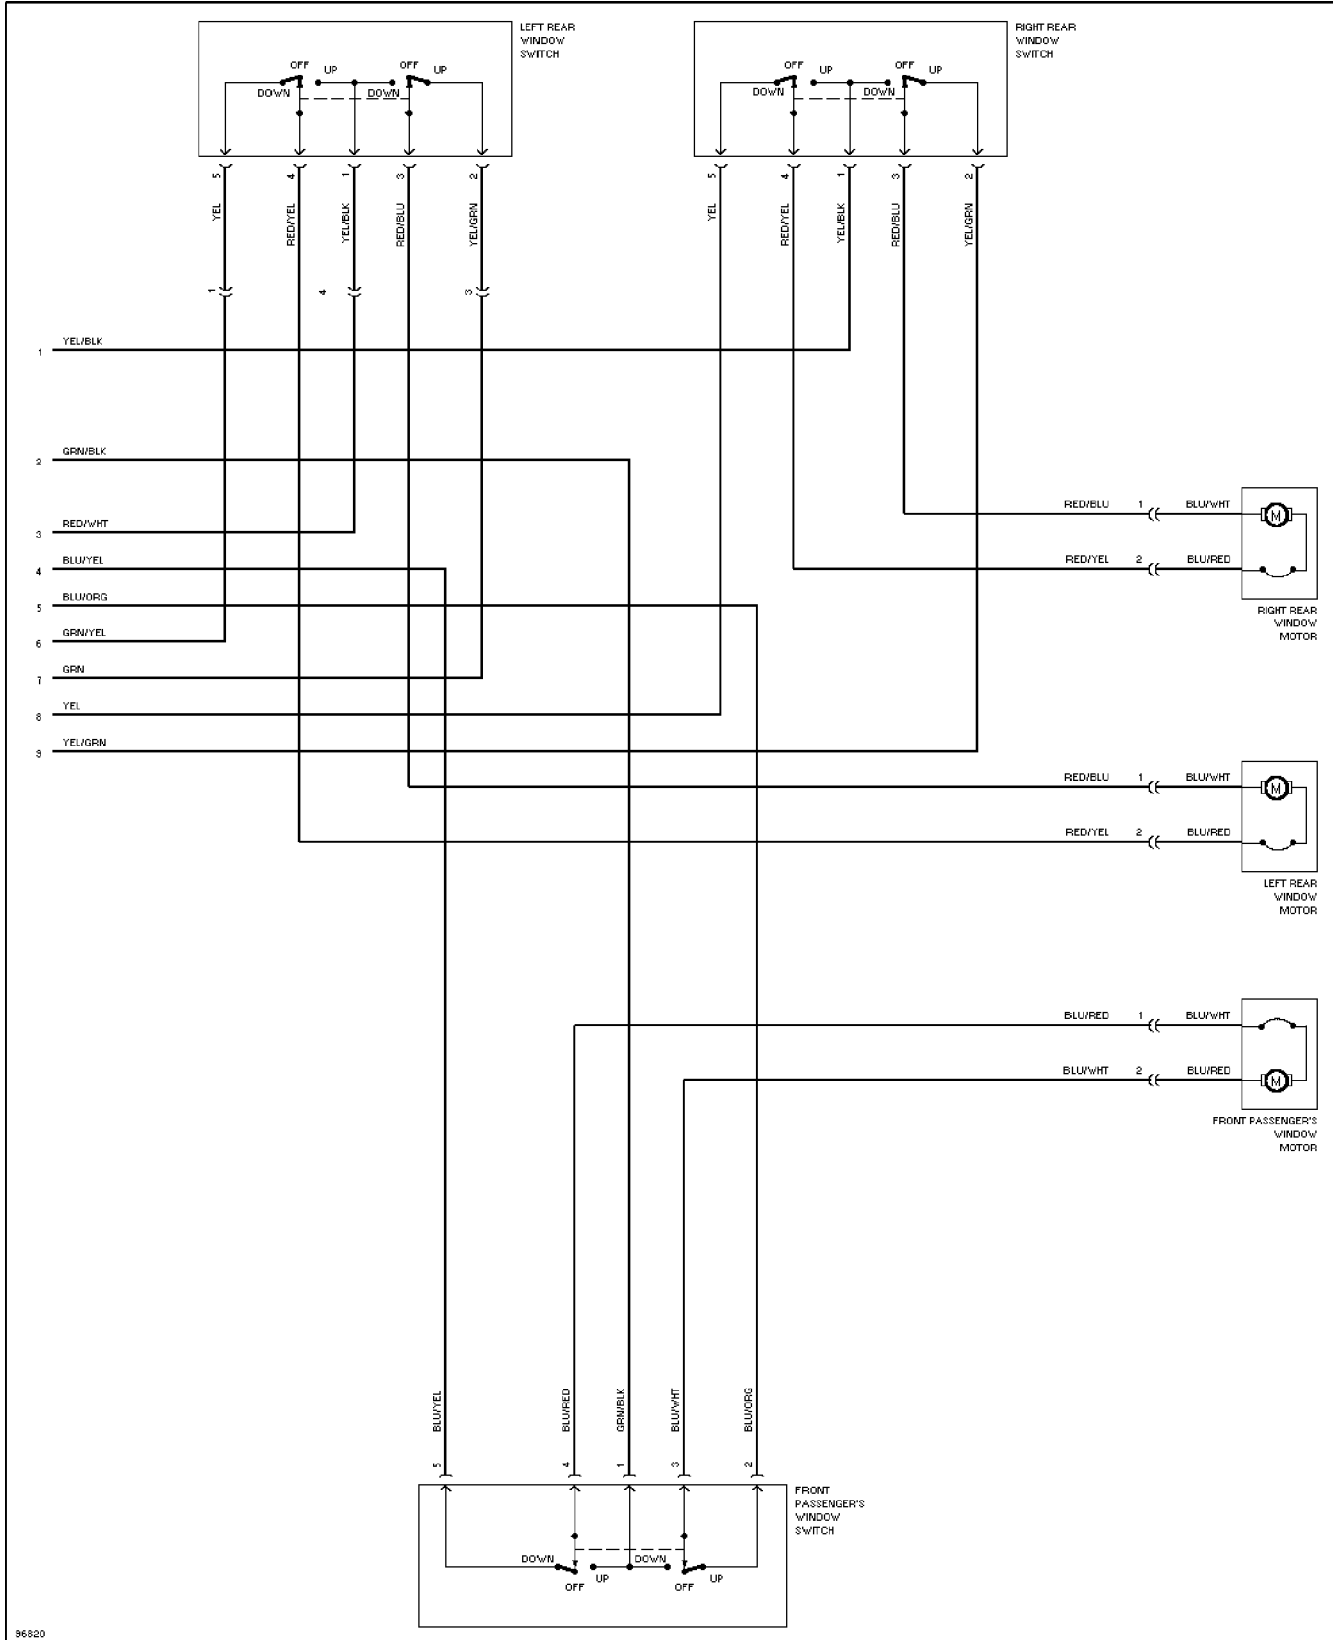 LEFT REAR
WINDOW
SWITCH
OFF UP OFF UP
DOWN DOWN
5 4 1 3 2
YEL RED/YEL YEL/BLK RED/BLU YEL/GRN
1 4 3
RIGHT REAR
WINDOW
SWITCH
OFF UP OFF UP
DOWN DOWN
5 4 1 3 2
YEL RED/YEL YEL/BLK RED/BLU YEL/GRN
1 YEL/BLK
2 GRN/BLK
3 RED/WHT
4 BLU/YEL
5 BLU/ORG
6 GRN/YEL
7 GRN
8 YEL
9 YEL/GRN
RED/BLU 1 BLU/WHT
M
RED/YEL 2 BLU/RED
RIGHT REAR
WINDOW
MOTOR
RED/BLU 1 BLU/WHT
M
RED/YEL 2 BLU/RED
LEFT REAR
WINDOW
MOTOR
BLU/RED 1 BLU/WHT
BLU/WHT 2 BLU/RED
M
FRONT PASSENGER'S
WINDOW
MOTOR
BLU/YEL BLU/RED GRN/BLK BLU/WHT BLU/ORG
5 4 1 3 2
FRONT
PASSENGER'S
WINDOW
SWITCH
DOWN DOWN
OFF UP OFF UP
96820